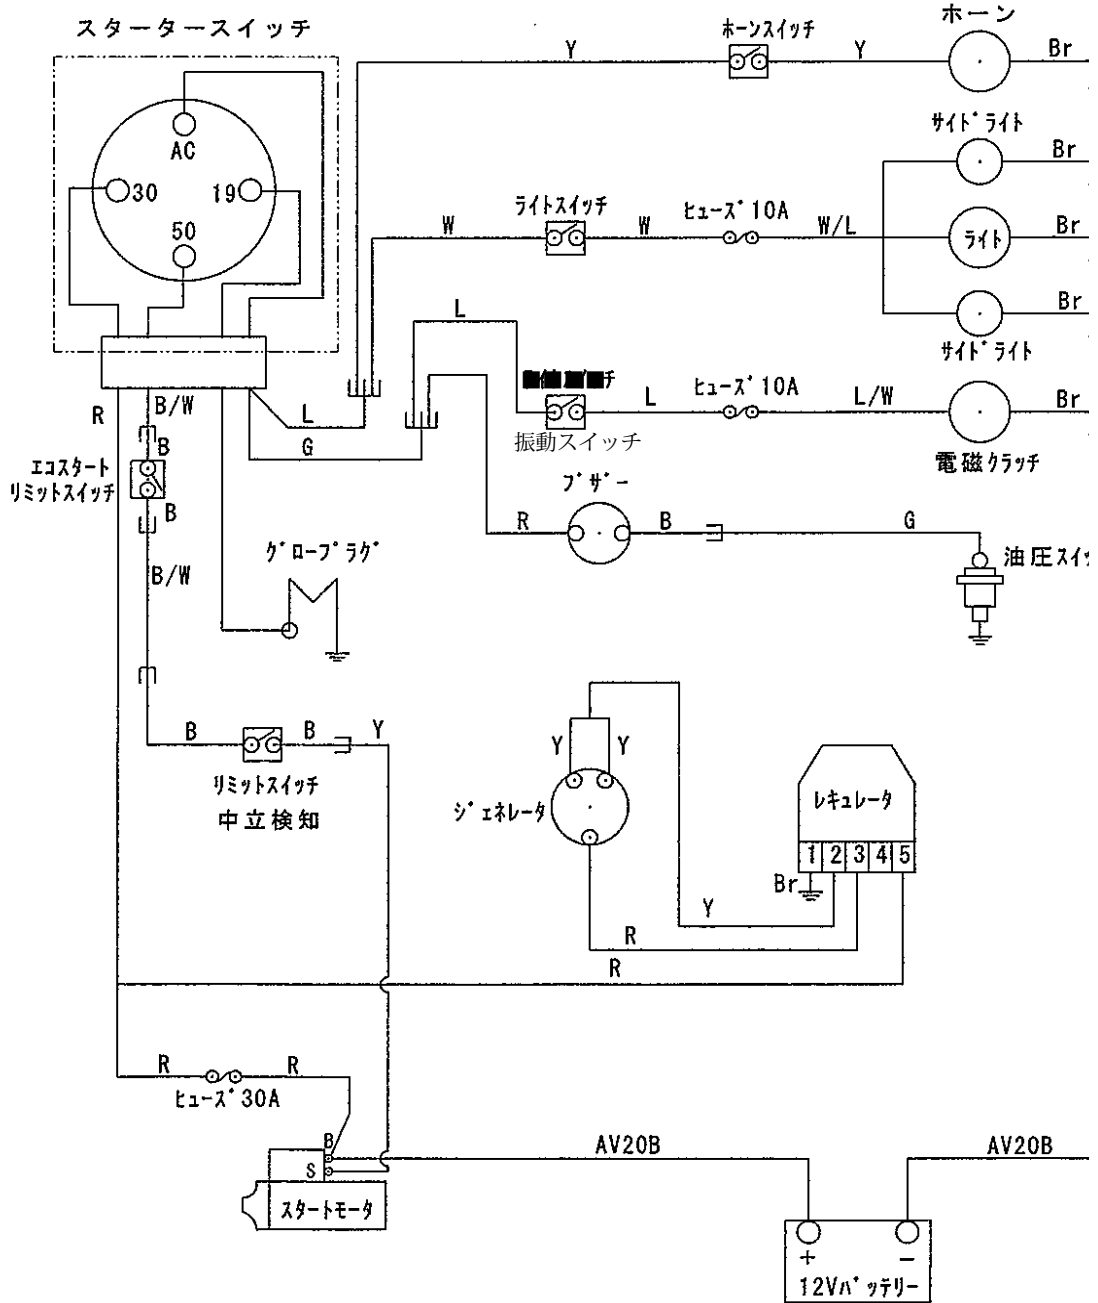 スタータースイッチ
ホーン
ホーンスイッチ
Y
Y
Br
AC
30
19
50
サイドライト
Br
ライトスイッチ
ヒューズ10A
W
W
W/L
ライト
Br
Br
サイドライト
L
L
ヒューズ10A
L/W
Br
振動スイッチ
電磁クラッチ
R
B/W
L
G
B
エコスタート
リミットスイッチ
B
B/W
ブザー
R
B
G
油圧スイッ
グロープラグ
B
B
Y
リミットスイッチ
中立検知
Y
Y
ジェネレータ
レキュレータ
1
2
3
4
5
Br
Y
R
R
R
R
ヒューズ30A
B
S
スタートモータ
AV20B
AV20B
+
−
12Vバッテリー